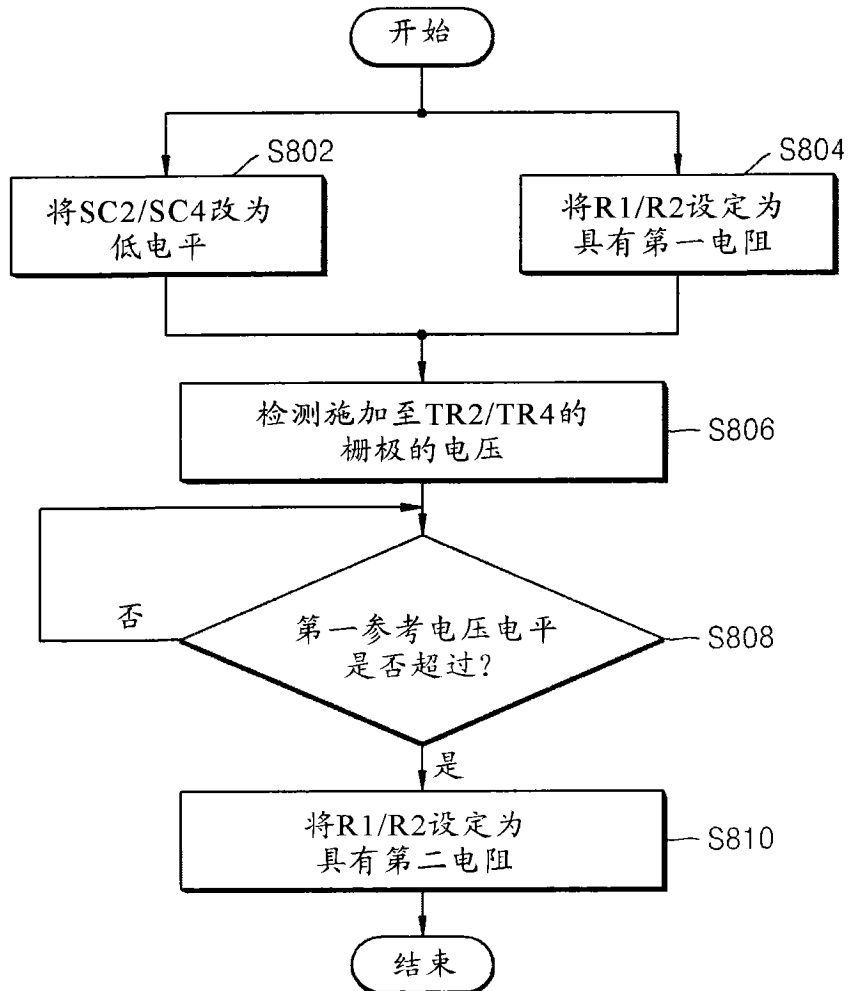 开始
S802
将SC2/SC4改为
低电平
S804
将R1/R2设定为
具有第一电阻
检测施加至TR2/TR4的
栅极的电压
S806
否
第一参考电压电平
是否超过?
S808
是
将R1/R2设定为
具有第二电阻
S810
结束